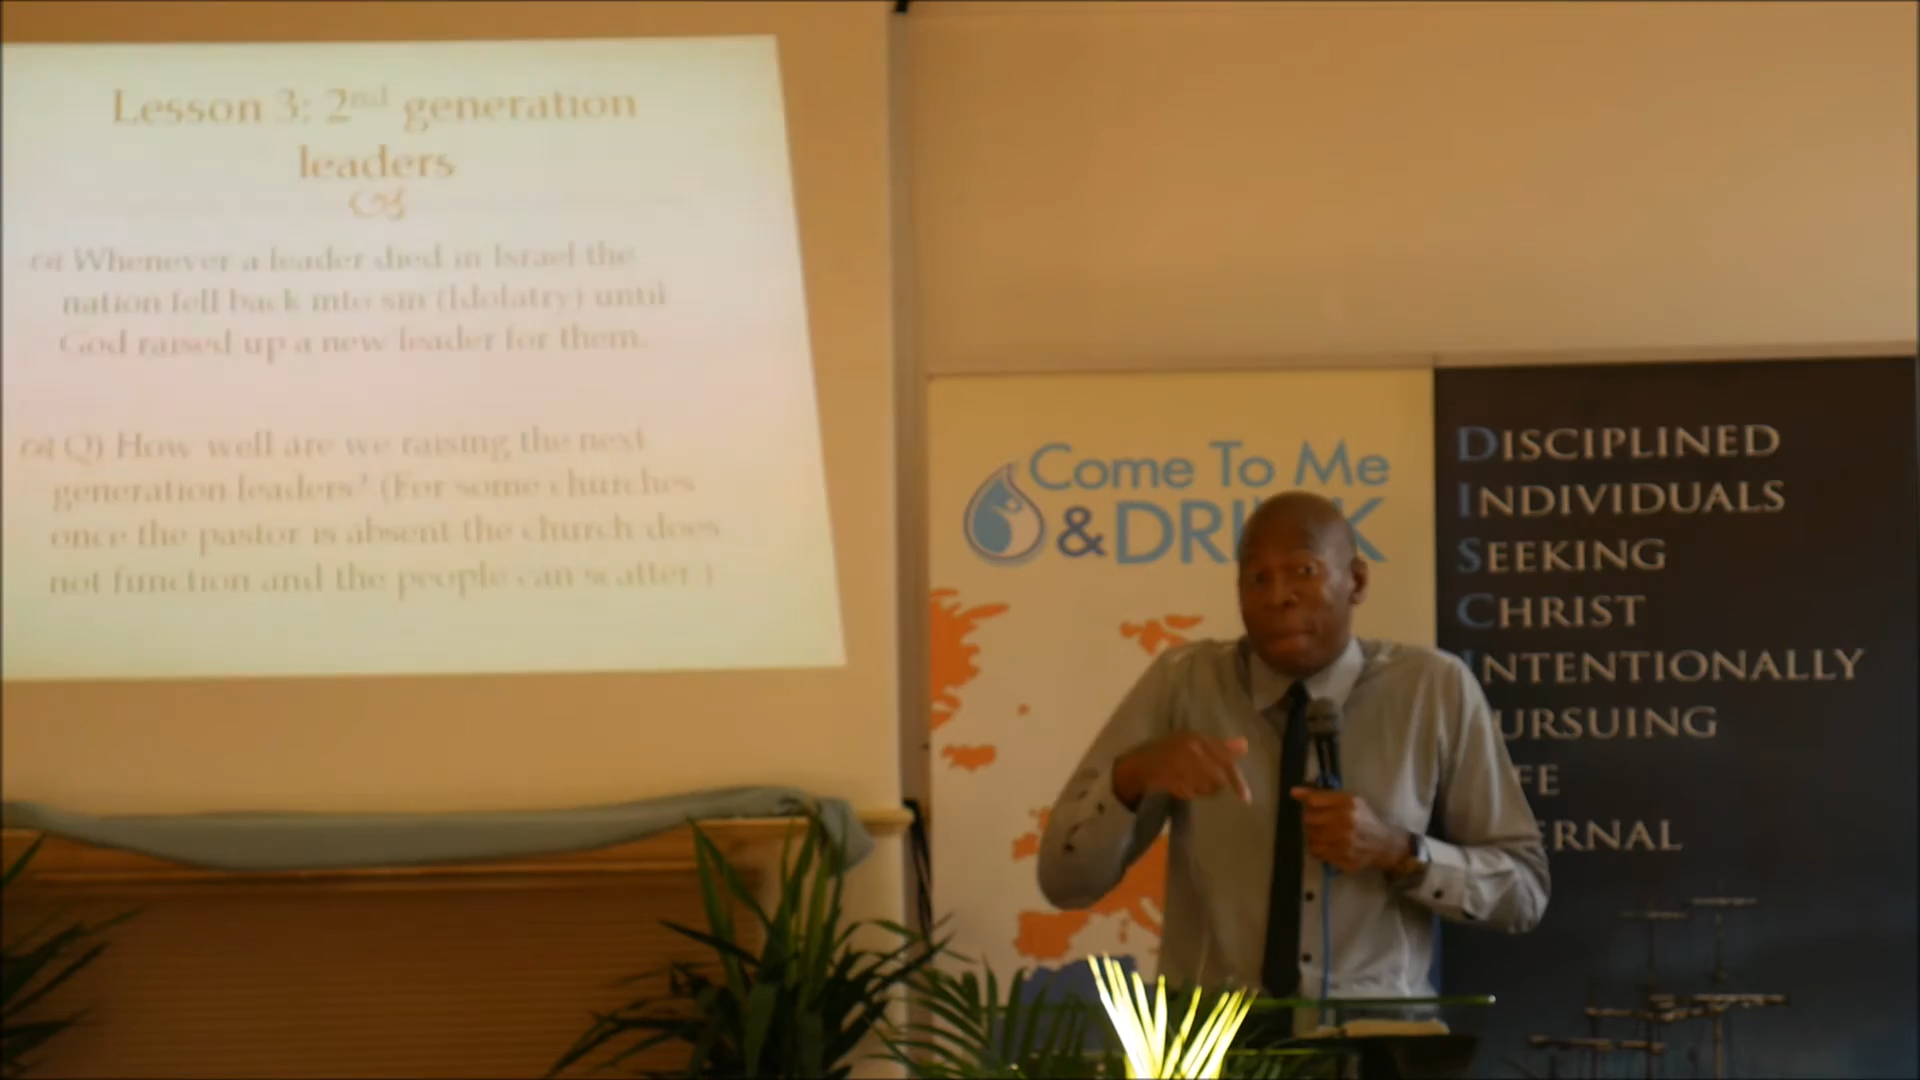 Lesson 3: 2nd generation
leaders
Whenever a leader died in Israel the
nation fell back into sin (Idolatry) until
God raised up a new leader for them.
Q) How well are we raising the next
generation leaders? (For some churches
once the pastor is absent the church does
not function and the people can scatter.)
Come To Me
& DR K
DISCIPLINED
INDIVIDUALS
SEEKING
CHRIST
INTENTIONALLY
URSUING
FE
ERNAL